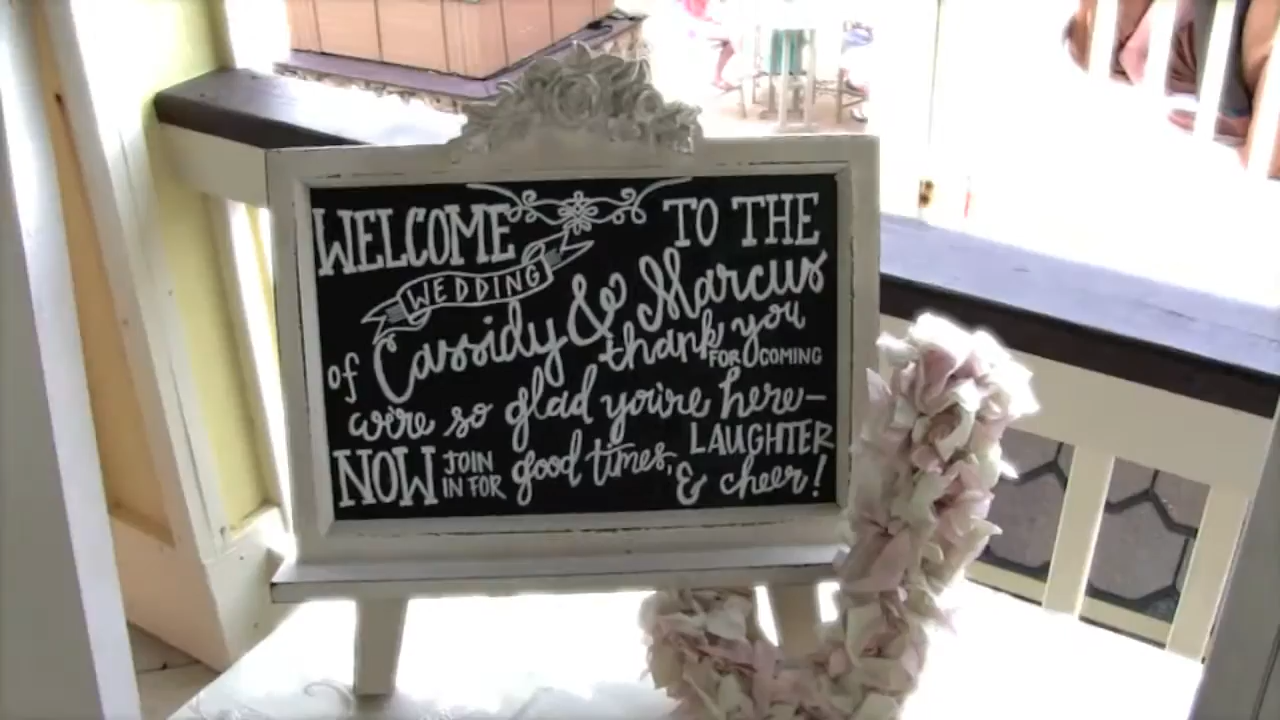 WELCOME TO THE
WEDDING
of Cassidy & Marcus
thank you
FOR COMING
we're so glad you're here-
NOW JOIN IN FOR good times, LAUGHTER
& cheer!